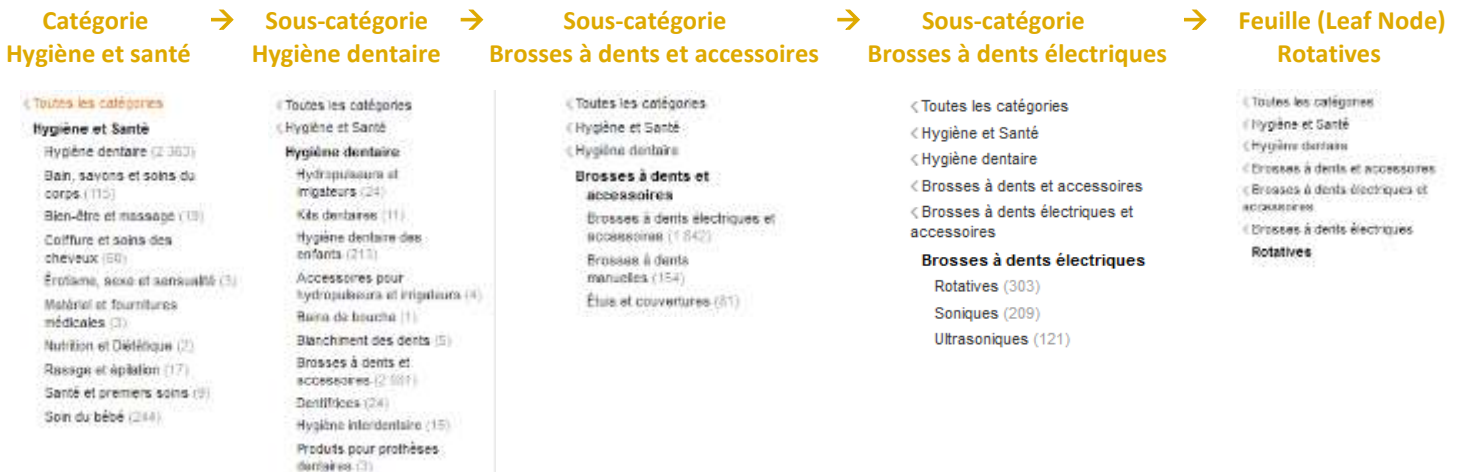 Catégorie → Sous-catégorie → Sous-catégorie → Sous-catégorie → Feuille (Leaf Node)
Hygiène et santé Hygiène dentaire Brosses à dents et accessoires Brosses à dents électriques Rotatives
< Toutes les catégories
Hygiène et Santé
Hygiène dentaire (2 363)
Bain, savons et soins du
corps (115)
Bien-être et massage
Coiffure et soins des
cheveux (60)
Érotisme, sexe et sensualité (3)
Matériel et fournitures
médicales (3)
Nutrition et Diététique (2)
Rasage et épilation (17)
Santé et premiers soins (9)
Soin du bébé (244)
< Toutes les catégories
< Hygiène et Santé
Hygiène dentaire
Hydropulseurs et
irrigateurs (24)
Kits dentaires (11)
Hygiène dentaire des
enfants (213)
Accessoires pour
hydropulseurs et irrigateurs (4)
Bains de bouche (1)
Blanchiment des dents (5)
Brosses à dents et
accessoires
Dentifrices (24)
Hygiène interdentaire (15)
Produits pour prothèses
dentaires (3)
< Toutes les catégories
< Hygiène et Santé
< Hygiène dentaire
Brosses à dents et
accessoires
Brosses à dents électriques et
accessoires (1 842)
Brosses à dents
manuelles (154)
Étuis et couvertures (81)
< Toutes les catégories
< Hygiène et Santé
< Hygiène dentaire
< Brosses à dents et accessoires
< Brosses à dents électriques et
accessoires
Brosses à dents électriques
Rotatives (303)
Soniques (209)
Ultrasoniques (121)
< Toutes les catégories
< Hygiène et Santé
< Hygiène dentaire
< Brosses à dents et accessoires
< Brosses à dents électriques et
accessoires
< Brosses à dents électriques
Rotatives